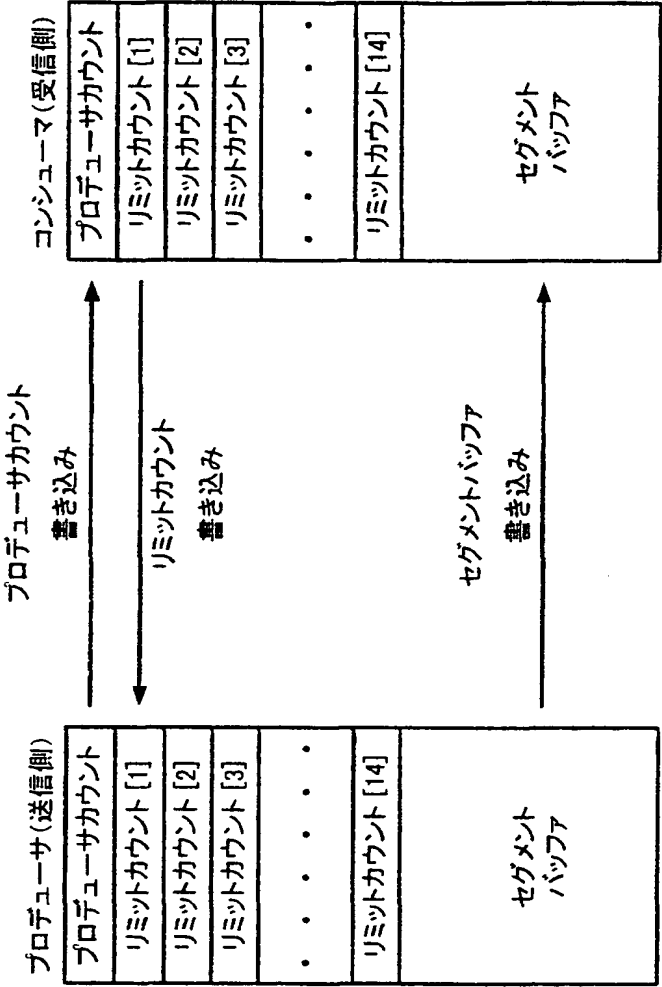 プロデューサ(送信側)
プロデューサカウント
リミットカウント [1]
リミットカウント [2]
リミットカウント [3]
・・・・・・
リミットカウント [14]
セグメント
バッファ
プロデューサカウント
書き込み
リミットカウント
書き込み
セグメントバッファ
書き込み
コンシューマ(受信側)
プロデューサカウント
リミットカウント [1]
リミットカウント [2]
リミットカウント [3]
・・・・・・
リミットカウント [14]
セグメント
バッファ